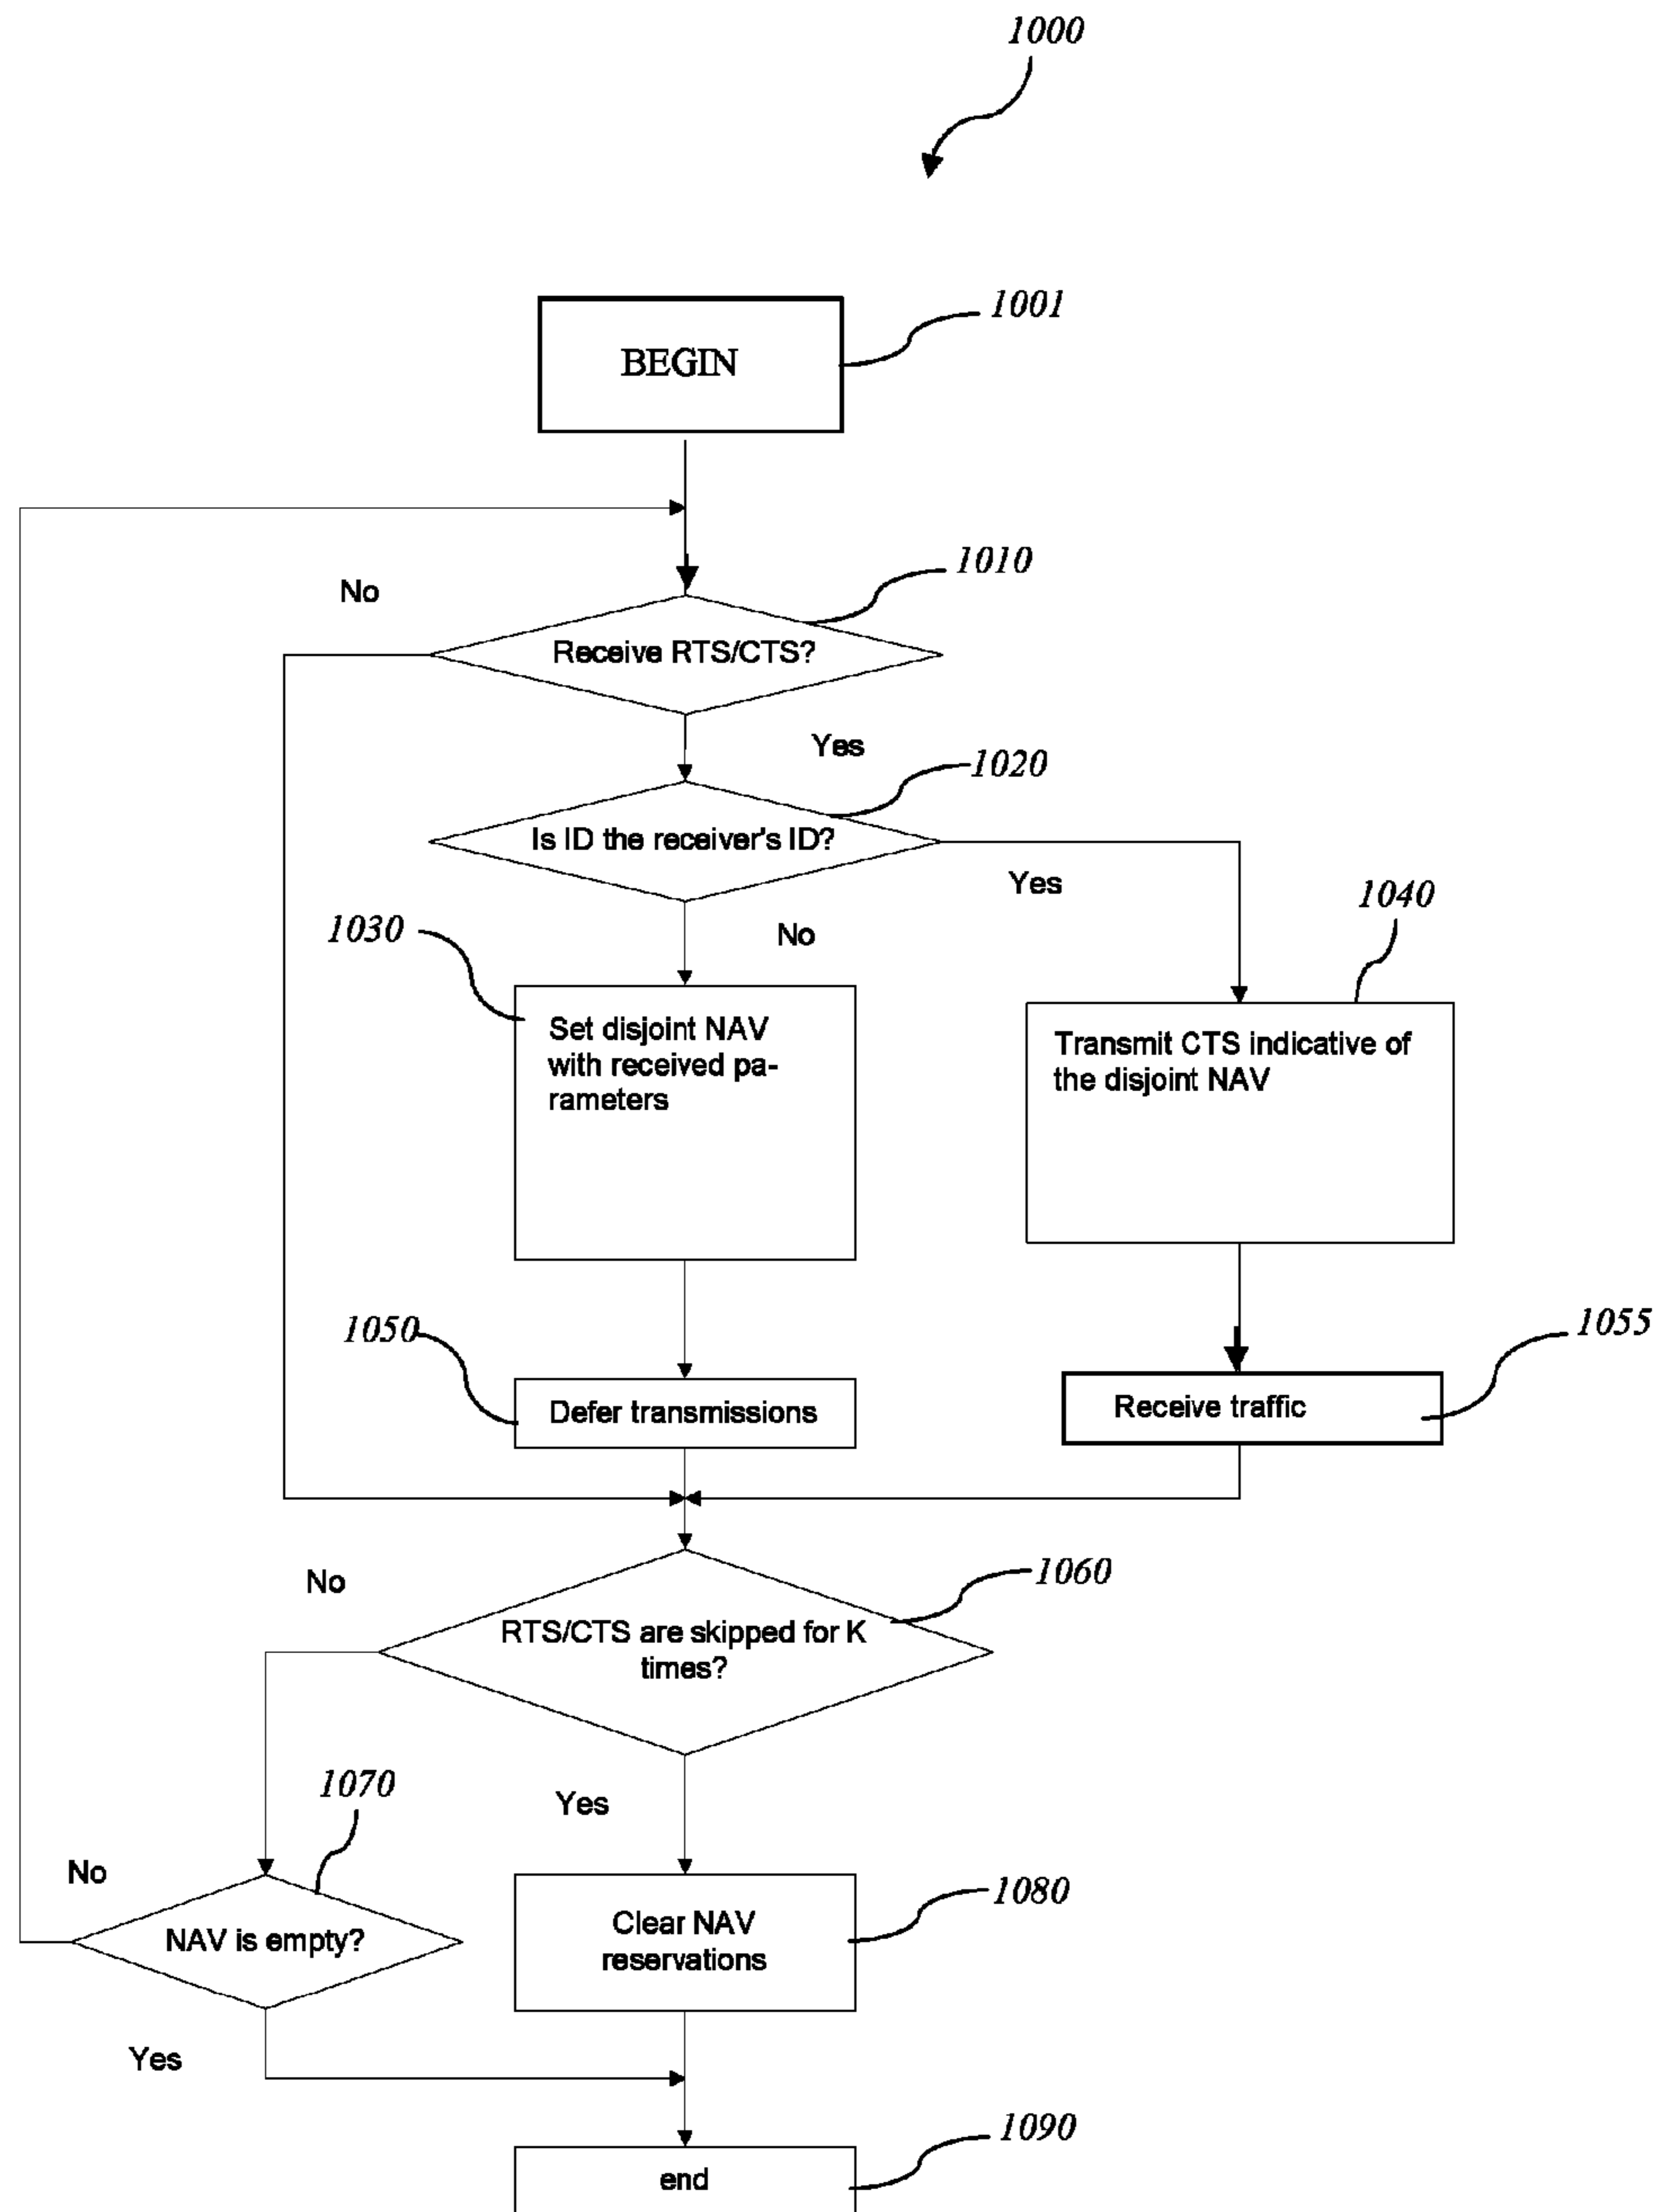 1000
1001
BEGIN
1010
No
Receive RTS/CTS?
Yes
1020
Is ID the receiver's ID?
Yes
1040
1030
No
Set disjoint NAV
with received pa-
rameters
Transmit CTS indicative of
the disjoint NAV
1050
1055
Defer transmissions
Receive traffic
No
1060
RTS/CTS are skipped for K
times?
1070
Yes
No
1080
NAV is empty?
Clear NAV
reservations
Yes
1090
end